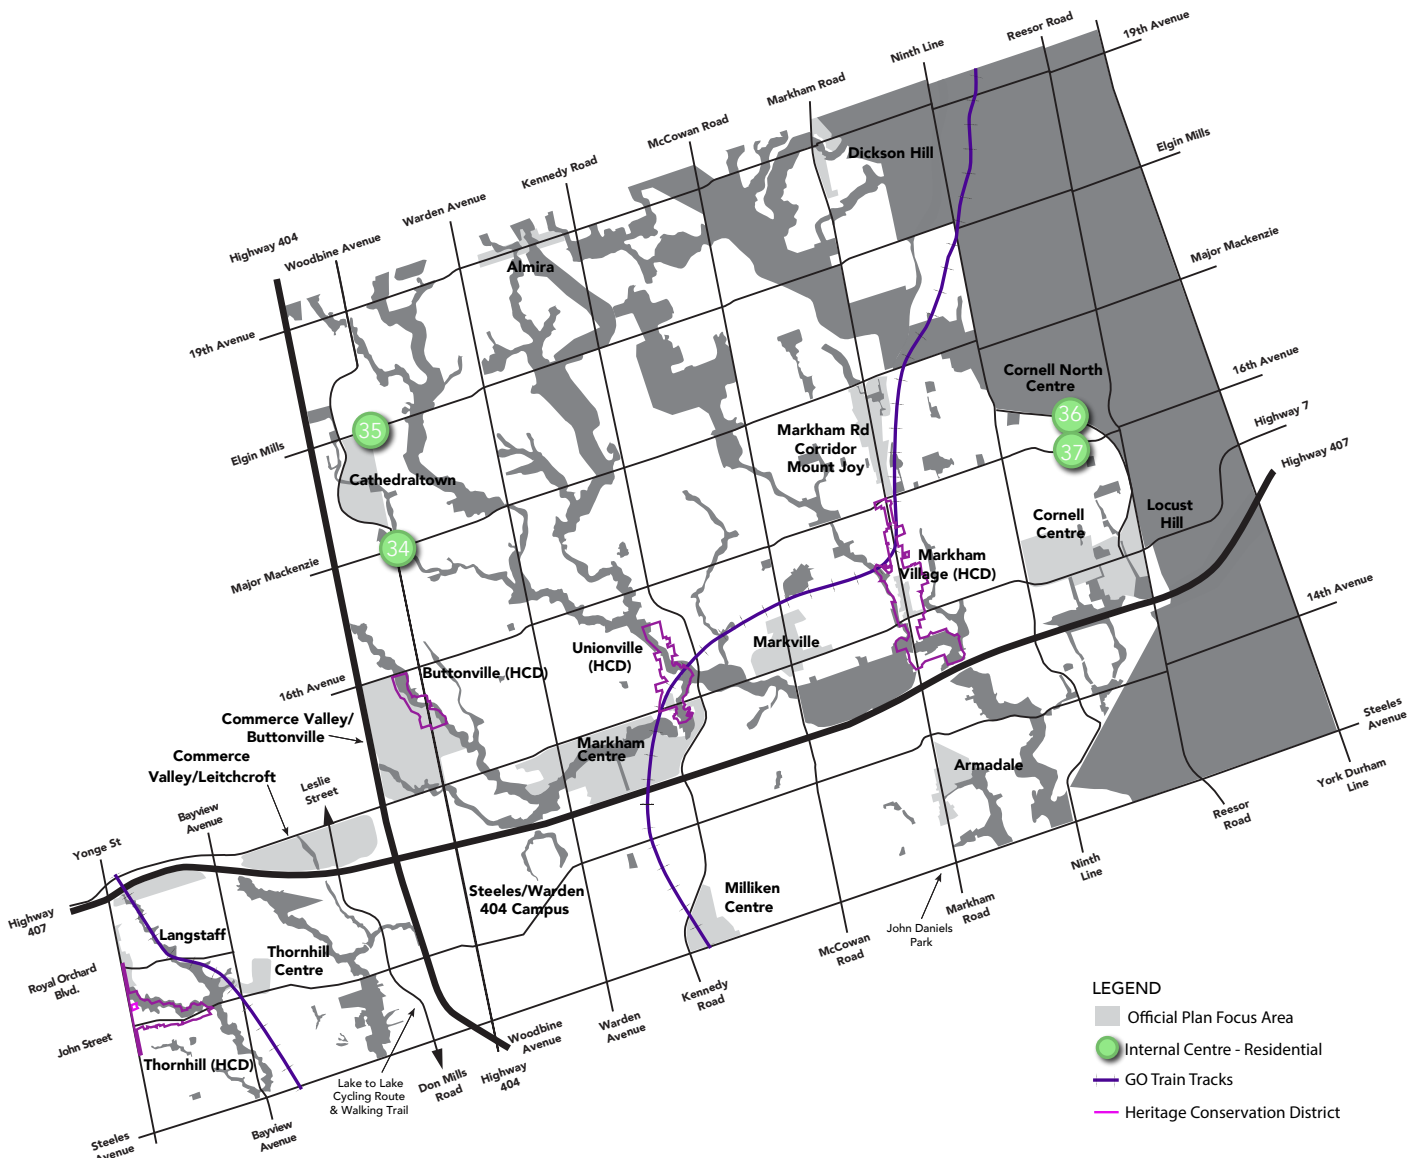 19th Avenue
Reesor Road
Ninth Line
Markham Road
McCowan Road
Kennedy Road
Warden Avenue
Highway 404
Woodbine Avenue
Dickson Hill
Elgin Mills
Almira
Major Mackenzie
19th Avenue
16th Avenue
Cornell North
Centre
Highway 7
36
35
37
Highway 407
Markham Rd
Corridor
Mount Joy
Elgin Mills
Cathedraltown
Locust
Hill
Cornell
Centre
34
Markham
Village (HCD)
Major Mackenzie
14th Avenue
Markville
Unionville
(HCD)
Buttonville (HCD)
16th Avenue
Steeles
Avenue
Commerce Valley/
Buttonville
Markham
Centre
Commerce
Valley/Leitchcroft
Armadale
York Durham
Line
Leslie
Street
Bayview
Avenue
Reesor
Road
Yonge St
Ninth
Line
Steeles/Warden
404 Campus
Milliken
Centre
Markham
Road
Highway
407
John Daniels
Park
Langstaff
McCowan
Road
Thornhill
Centre
Royal Orchard
Blvd.
Kennedy
Road
LEGEND
Official Plan Focus Area
Internal Centre - Residential
GO Train Tracks
Heritage Conservation District
Warden
Avenue
Woodbine
Avenue
John Street
Thornhill (HCD)
Highway
404
Don Mills
Road
Lake to Lake
Cycling Route
& Walking Trail
Bayview
Avenue
Steeles
Avenue